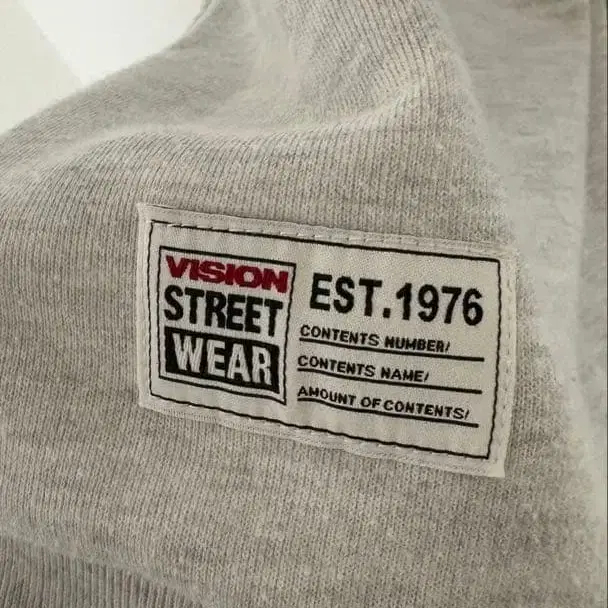 VISION
STREET
WEAR
EST.1976
CONTENTS NUMBER/
CONTENTS NAME/
AMOUNT OF CONTENTS/